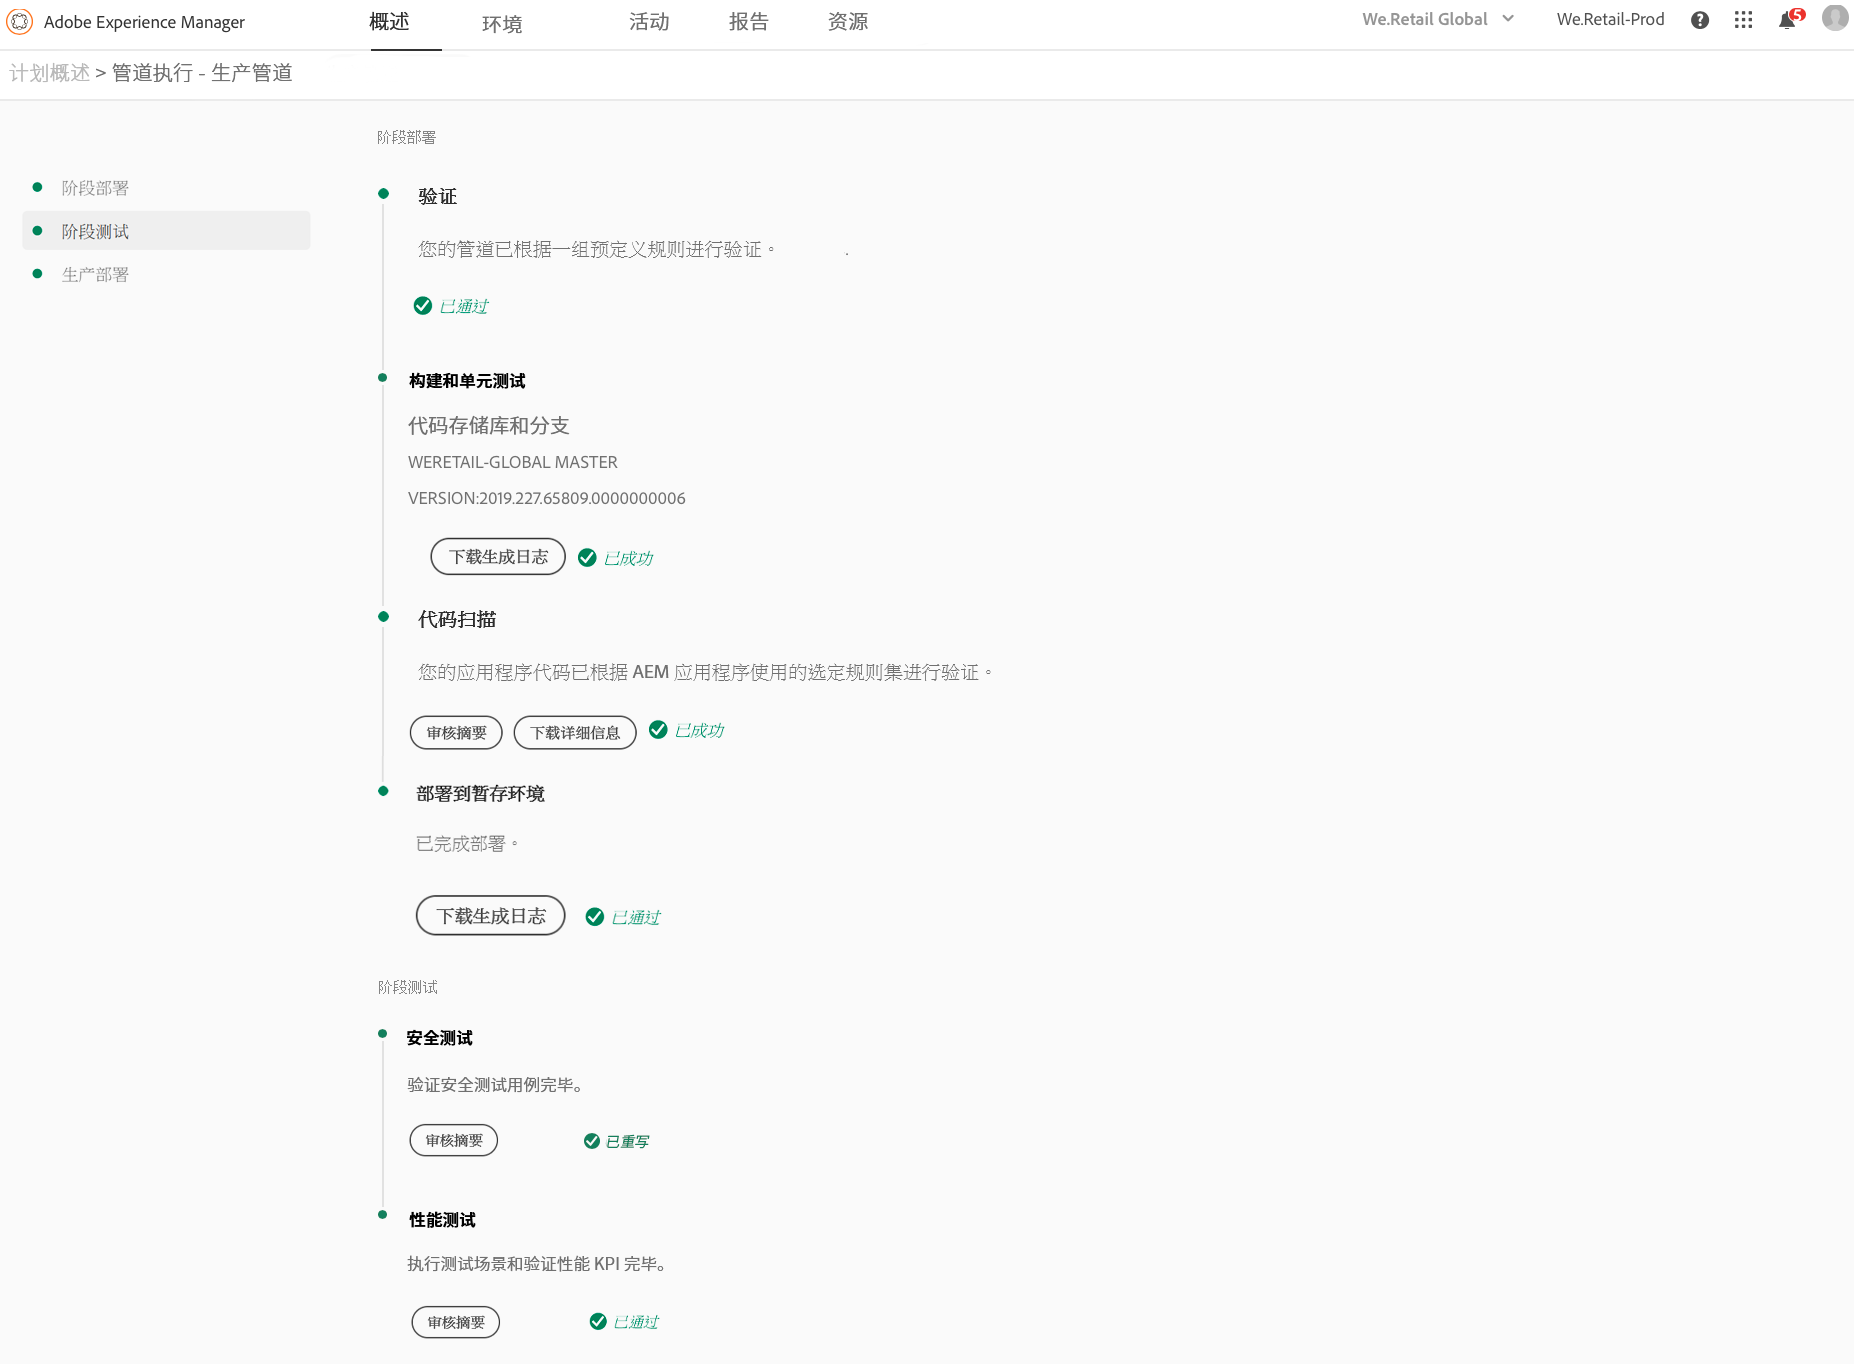 Adobe Experience Manager
概述
环境
活动
报告
资源
We.Retail Global
We.Retail-Prod
5
计划概述 > 管道执行 - 生产管道
阶段部署
阶段测试
生产部署
阶段部署
验证
您的管道已根据一组预定义规则进行验证。 .
已通过
构建和单元测试
代码存储库和分支
WERETAIL-GLOBAL MASTER
VERSION:2019.227.65809.0000000006
下载生成日志 已成功
代码扫描
您的应用程序代码已根据 AEM 应用程序使用的选定规则集进行验证。
审核摘要 下载详细信息 已成功
部署到暂存环境
已完成部署。
下载生成日志 已通过
阶段测试
安全测试
验证安全测试用例完毕。
审核摘要 已重写
性能测试
执行测试场景和验证性能 KPI 完毕。
审核摘要 已通过